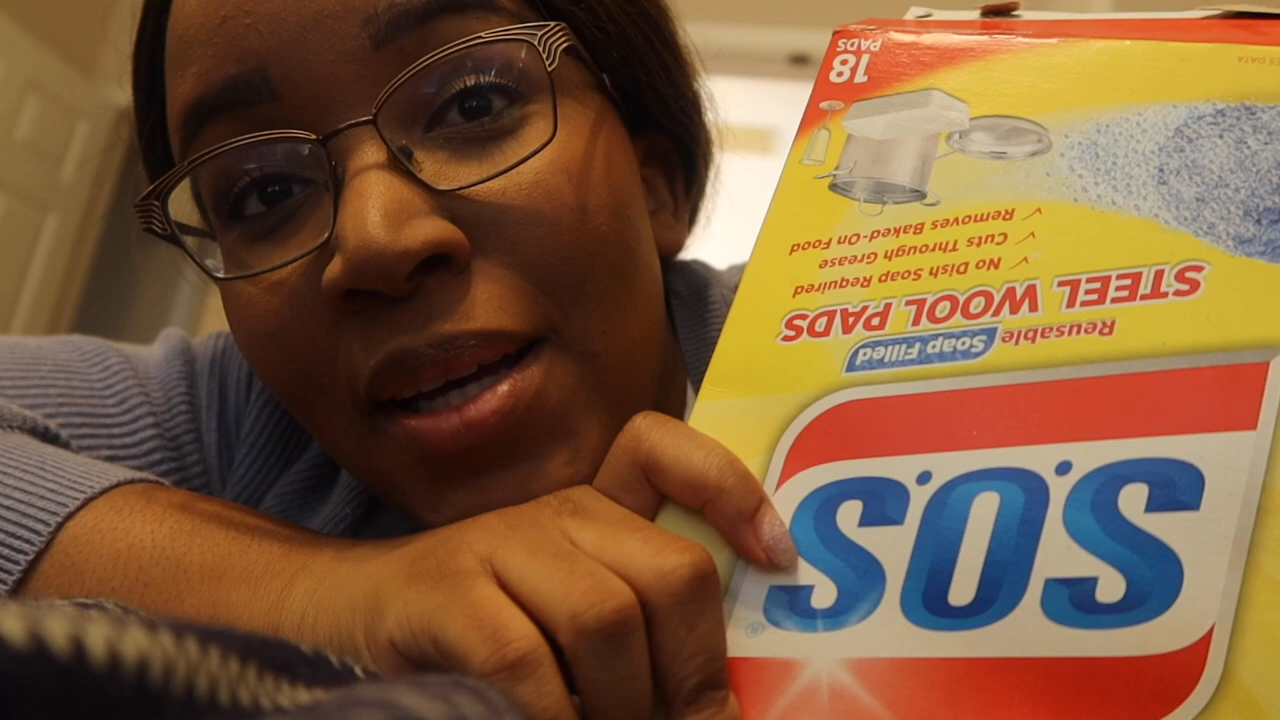 S.O.S®
Reusable Soap Filled
STEEL WOOL PADS
✓ No Dish Soap Required
✓ Cuts Through Grease
✓ Removes Baked-On Food
18
PADS